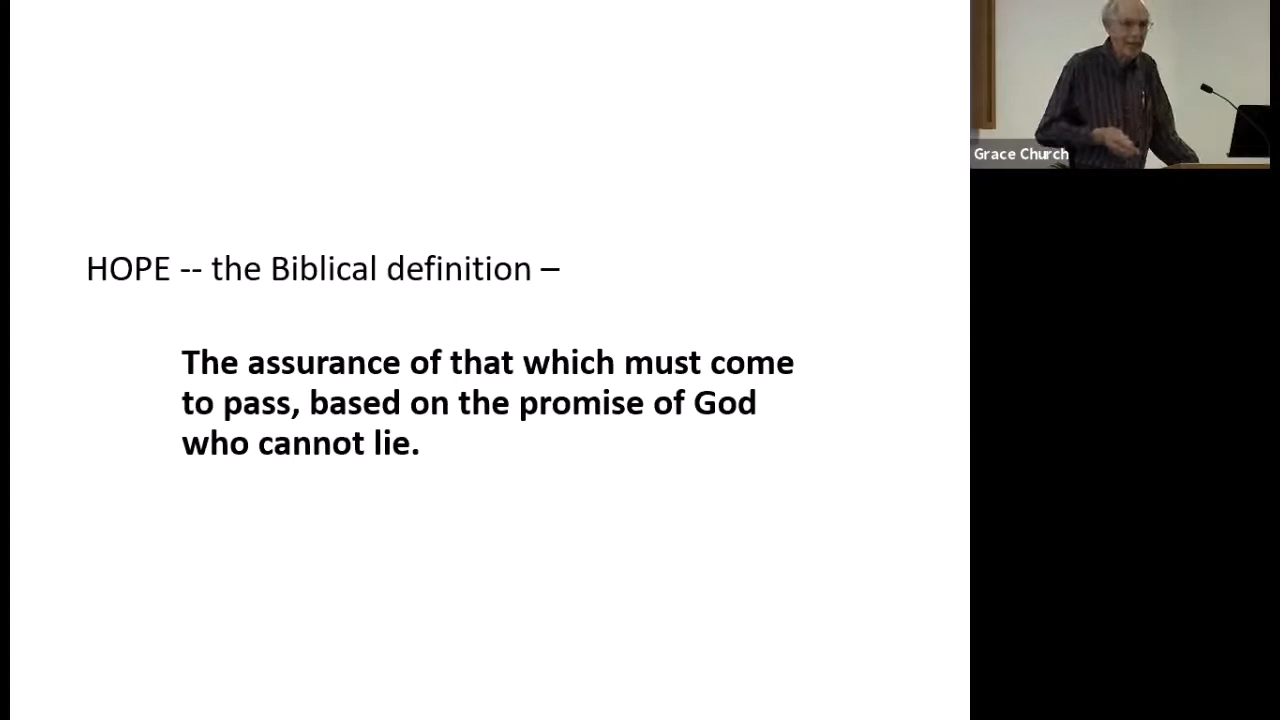 HOPE -- the Biblical definition –
The assurance of that which must come
to pass, based on the promise of God
who cannot lie.
Grace Church